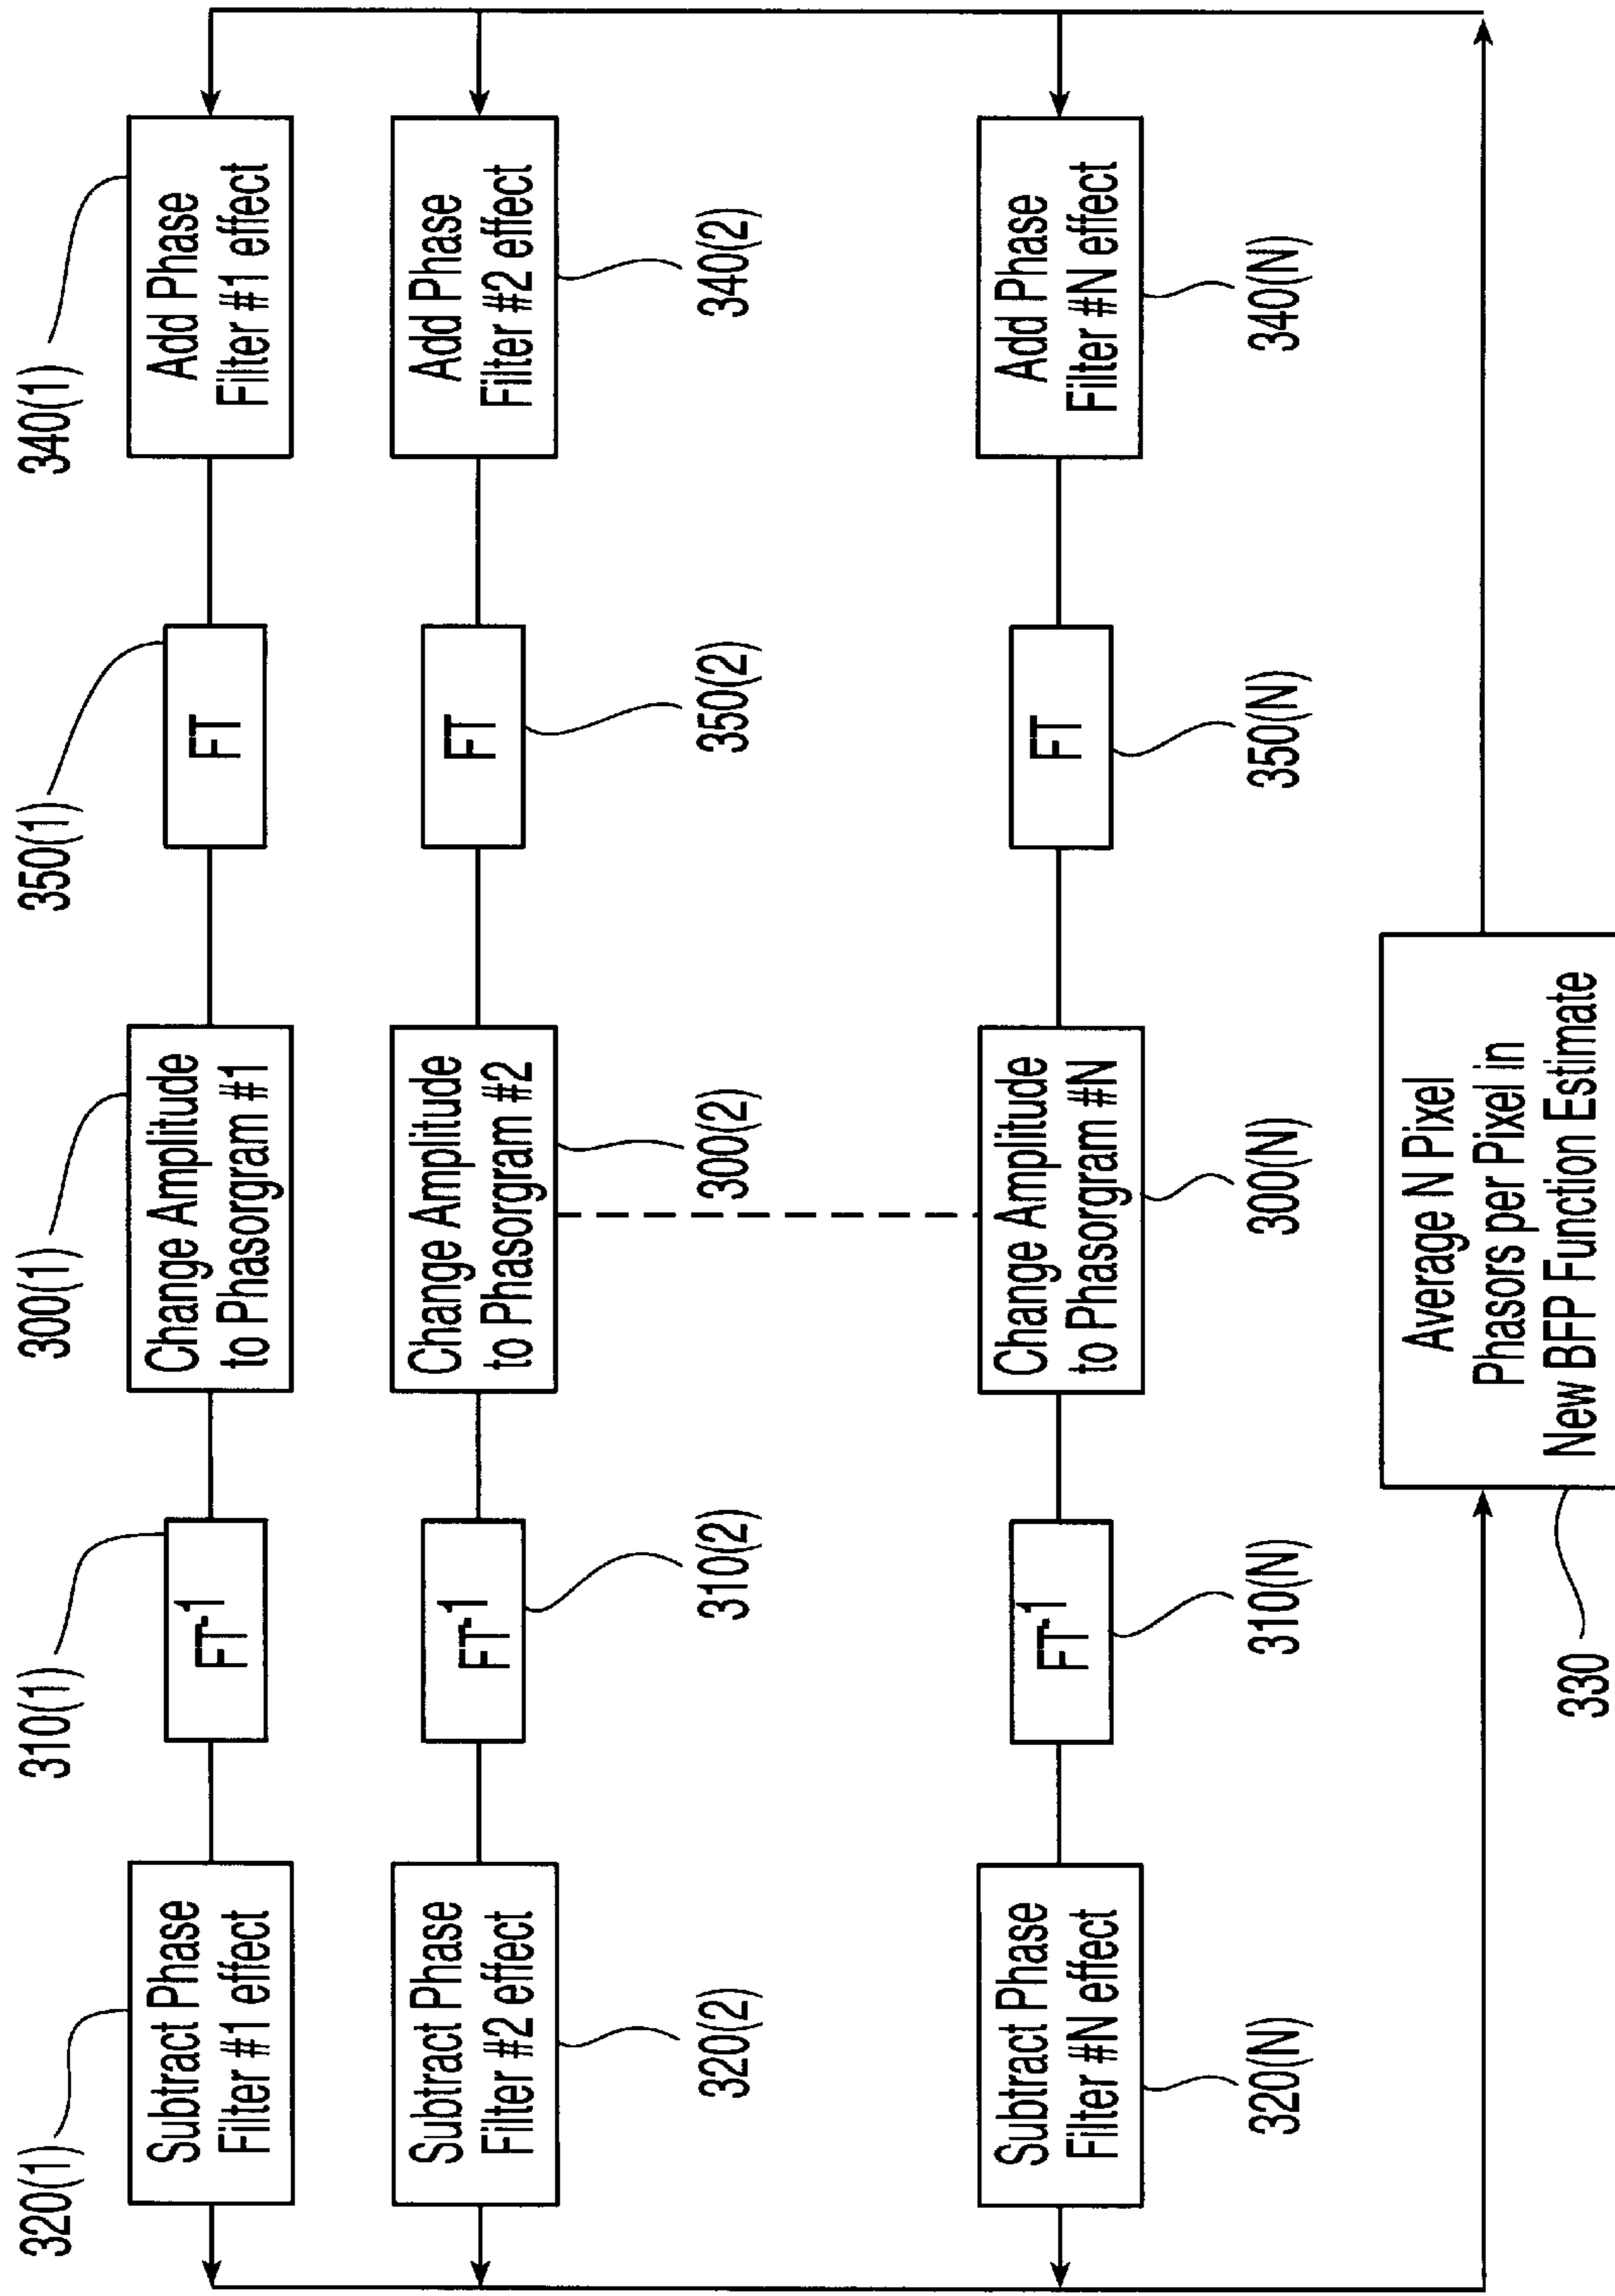 320(1)
310(1)
300(1)
350(1)
340(1)
Subtract Phase
Filter #1 effect
FT-1
Change Amplitude
to Phasorgram #1
FT
Add Phase
Filter #1 effect
Subtract Phase
Filter #2 effect
FT-1
Change Amplitude
to Phasorgram #2
FT
Add Phase
Filter #2 effect
320(2)
310(2)
300(2)
350(2)
340(2)
Subtract Phase
Filter #N effect
FT-1
Change Amplitude
to Phasorgram #N
FT
Add Phase
Filter #N effect
320(N)
310(N)
300(N)
350(N)
340(N)
Average N Pixel
Phasors per Pixel in
New BFP Function Estimate
330